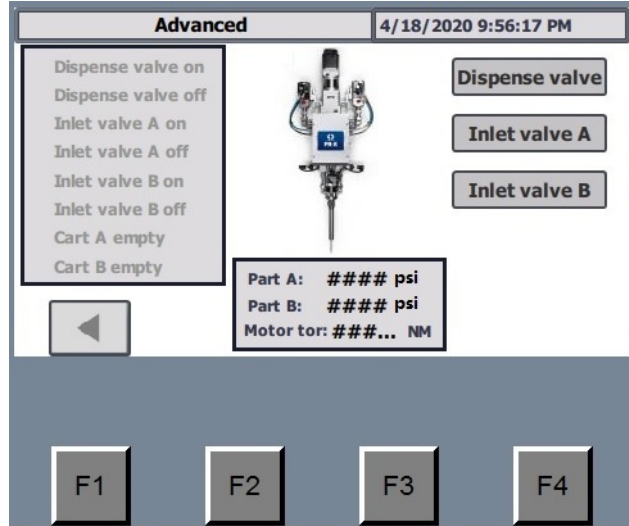 Advanced
4/18/2020 9:56:17 PM
Dispense valve on
Dispense valve off
Inlet valve A on
Inlet valve A off
Inlet valve B on
Inlet valve B off
Cart A empty
Cart B empty
PR-X
Dispense valve
Inlet valve A
Inlet valve B
Part A: #### psi
Part B: #### psi
Motor tor: ###... NM
F1
F2
F3
F4